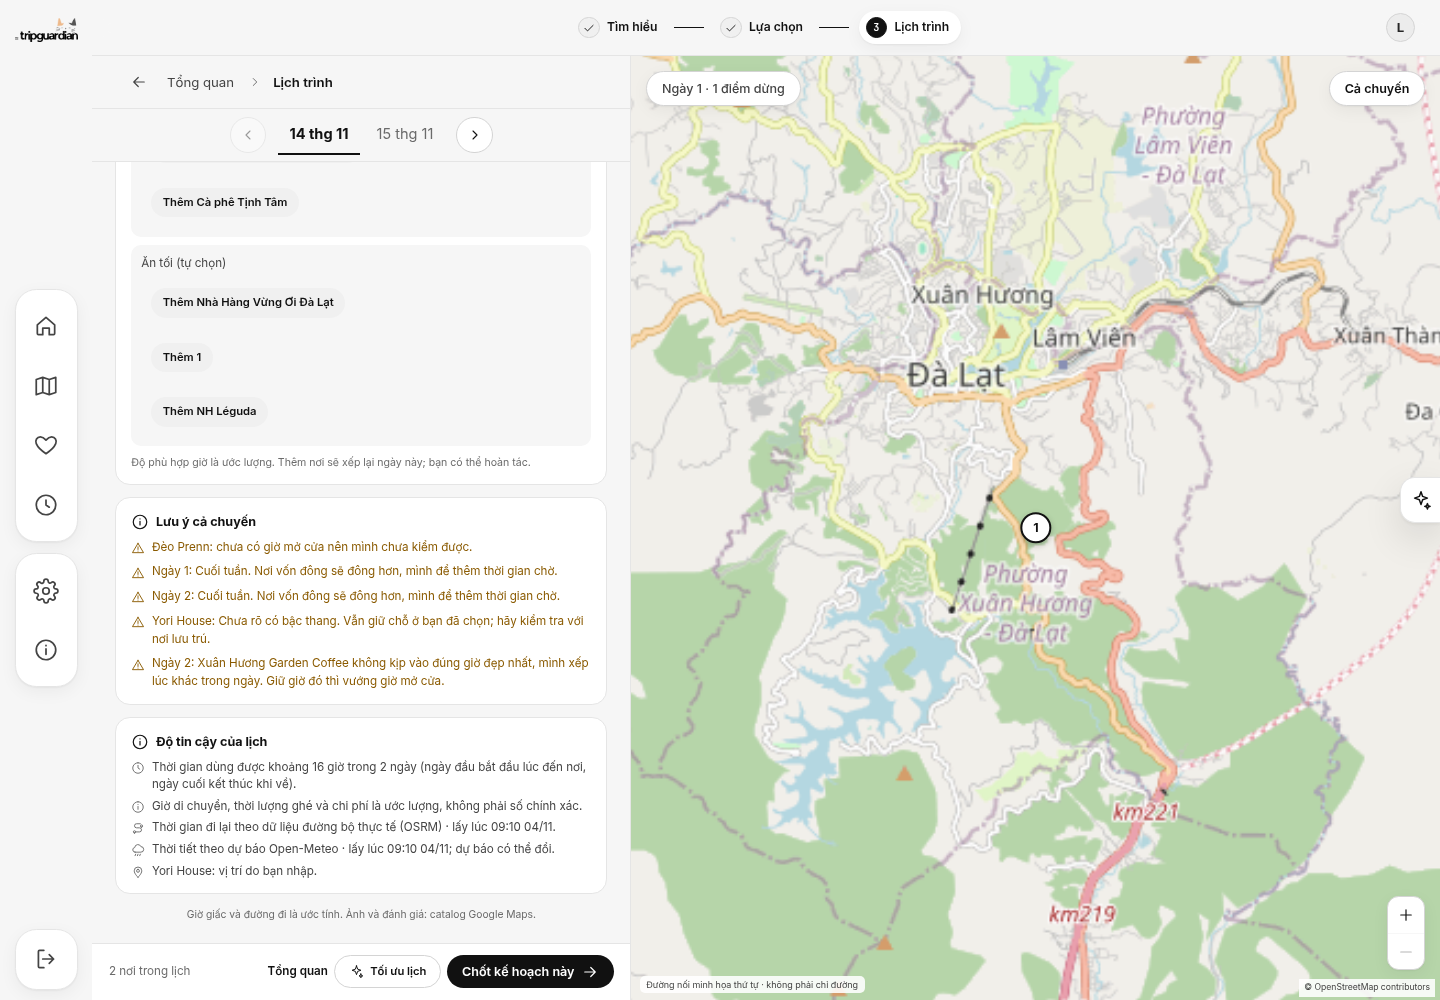 tripguardian
Tìm hiểu
Lựa chọn
3
Lịch trình
L
Tổng quan
Lịch trình
14 thg 11
15 thg 11
Thêm Cà phê Tịnh Tâm
Ăn tối (tự chọn)
Thêm Nhà Hàng Vừng Ơi Đà Lạt
Thêm 1
Thêm NH Léguda
Độ phù hợp giờ là ước lượng. Thêm nơi sẽ xếp lại ngày này; bạn có thể hoàn tác.
Lưu ý cả chuyến
Đèo Prenn: chưa có giờ mở cửa nên mình chưa kiểm được.
Ngày 1: Cuối tuần. Nơi vốn đông sẽ đông hơn, mình để thêm thời gian chờ.
Ngày 2: Cuối tuần. Nơi vốn đông sẽ đông hơn, mình để thêm thời gian chờ.
Yori House: Chưa rõ có bậc thang. Vẫn giữ chỗ ở bạn đã chọn; hãy kiểm tra với
nơi lưu trú.
Ngày 2: Xuân Hương Garden Coffee không kịp vào đúng giờ đẹp nhất, mình xếp
lúc khác trong ngày. Giữ giờ đó thì vướng giờ mở cửa.
Độ tin cậy của lịch
Thời gian dùng được khoảng 16 giờ trong 2 ngày (ngày đầu bắt đầu lúc đến nơi,
ngày cuối kết thúc khi về).
Giờ di chuyển, thời lượng ghé và chi phí là ước lượng, không phải số chính xác.
Thời gian đi lại theo dữ liệu đường bộ thực tế (OSRM) · lấy lúc 09:10 04/11.
Thời tiết theo dự báo Open-Meteo · lấy lúc 09:10 04/11; dự báo có thể đổi.
Yori House: vị trí do bạn nhập.
Giờ giấc và đường đi là ước tính. Ảnh và đánh giá: catalog Google Maps.
2 nơi trong lịch
Tổng quan
Tối ưu lịch
Chốt kế hoạch này
Ngày 1 · 1 điểm dừng
Cả chuyến
Phường
Lâm Viên
- Đà Lạt
Xuân Hương
Lâm Viên
Xuân Thàn
Đà Lạt
Đa
1
Phường
Xuân Hương
- Đà Lạt
km221
km219
+
−
Đường nối minh họa thứ tự · không phải chỉ đường
© OpenStreetMap contributors